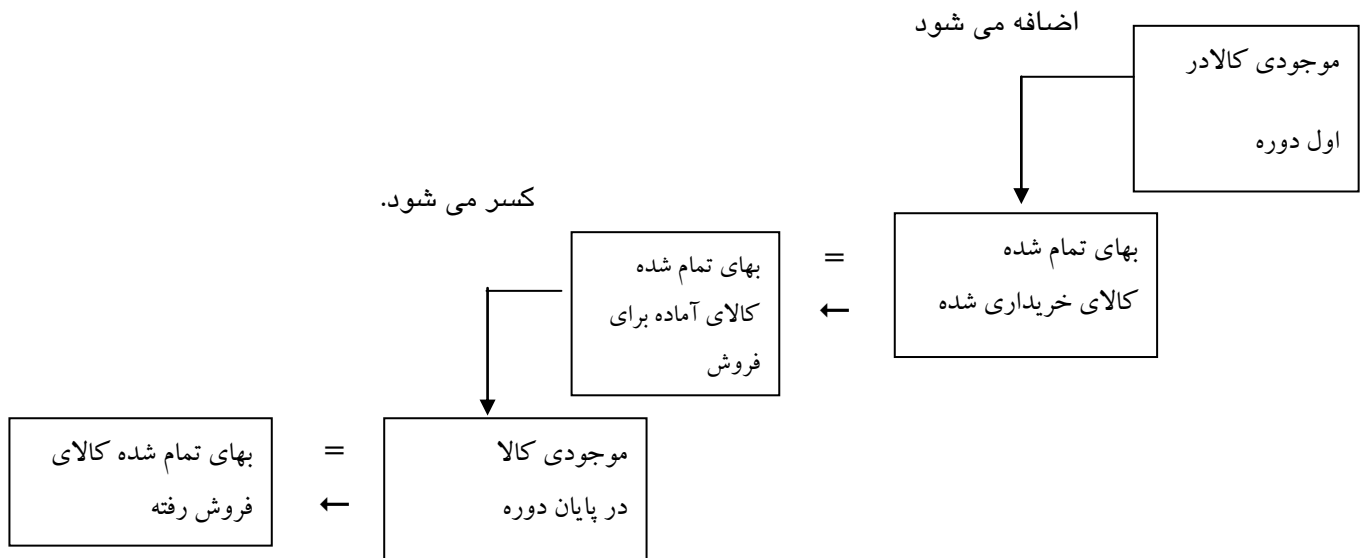 اضافه می شود
موجودی کالادر
اول دوره
کسر می شود.
بهای تمام شده
کالای خریداری شده
=
←
بهای تمام شده
کالای آماده برای
فروش
موجودی کالا
در پایان دوره
=
←
بهای تمام شده کالای
فروش رفته